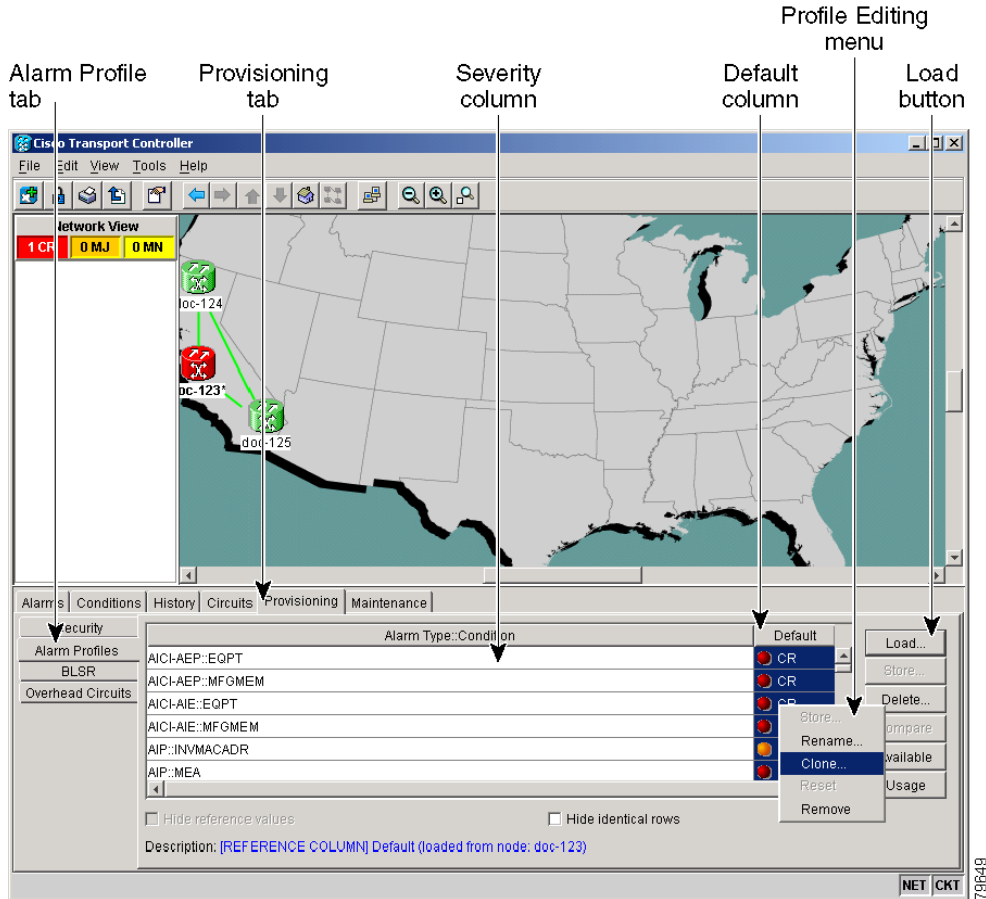 Profile Editing
menu
Alarm Profile
tab
Provisioning
tab
Severity
column
Default
column
Load
button
Cisco Transport Controller
File Edit View Tools Help
Network View
1 CR 0 MJ 0 MN
doc-124
doc-123*
doc-125
Alarms Conditions History Circuits Provisioning Maintenance
Security
Alarm Profiles
BLSR
Overhead Circuits
Alarm Type::Condition Default
AICI-AEP::EQPT CR
AICI-AEP::MFGMEM CR
AICI-AIE::EQPT CR
AICI-AIE::MFGMEM
AIP::INVMACADR
AIP::MEA
Load...
Store...
Delete...
Compare
Available
Usage
Store...
Rename...
Clone...
Reset
Remove
Hide reference values
Hide identical rows
Description: [REFERENCE COLUMN] Default (loaded from node: doc-123)
NET CKT
79649